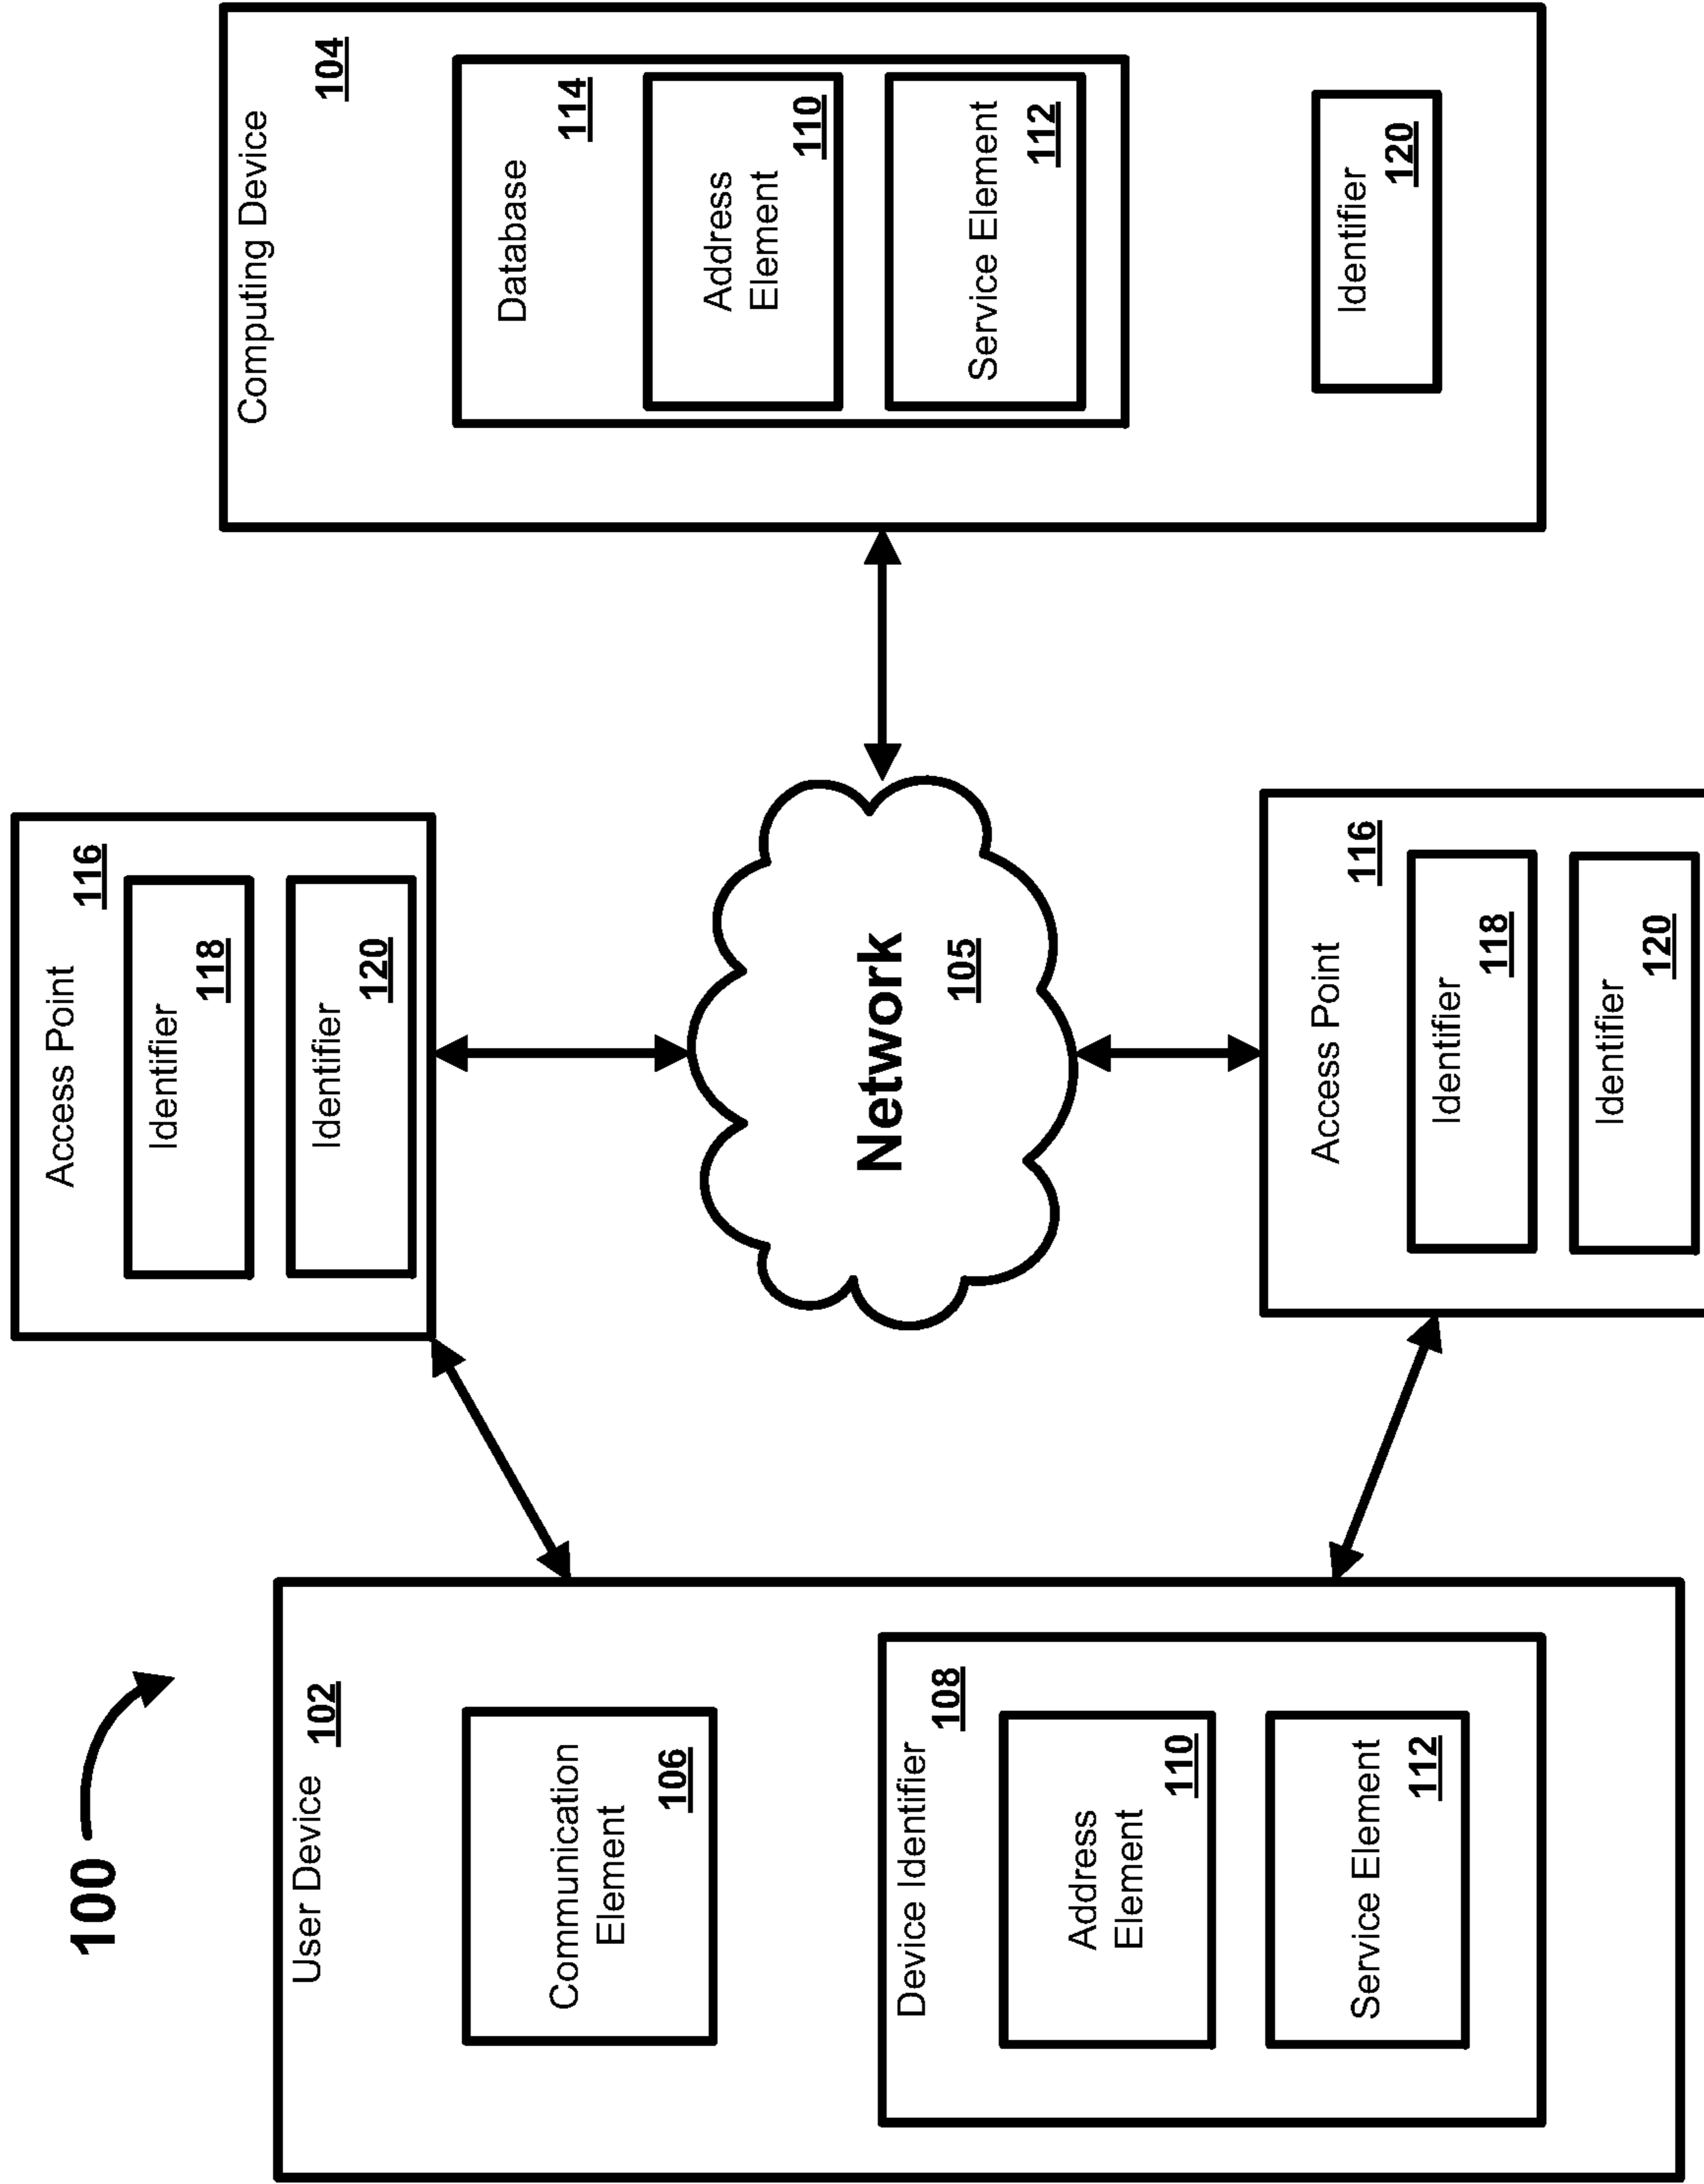 100
User Device
102
Communication
Element
106
Device Identifier
108
Address
Element
110
Service Element
112
Access Point
116
Identifier
118
Identifier
120
Network
105
Access Point
116
Identifier
118
Identifier
120
Computing Device
104
Database
114
Address
Element
110
Service Element
112
Identifier
120